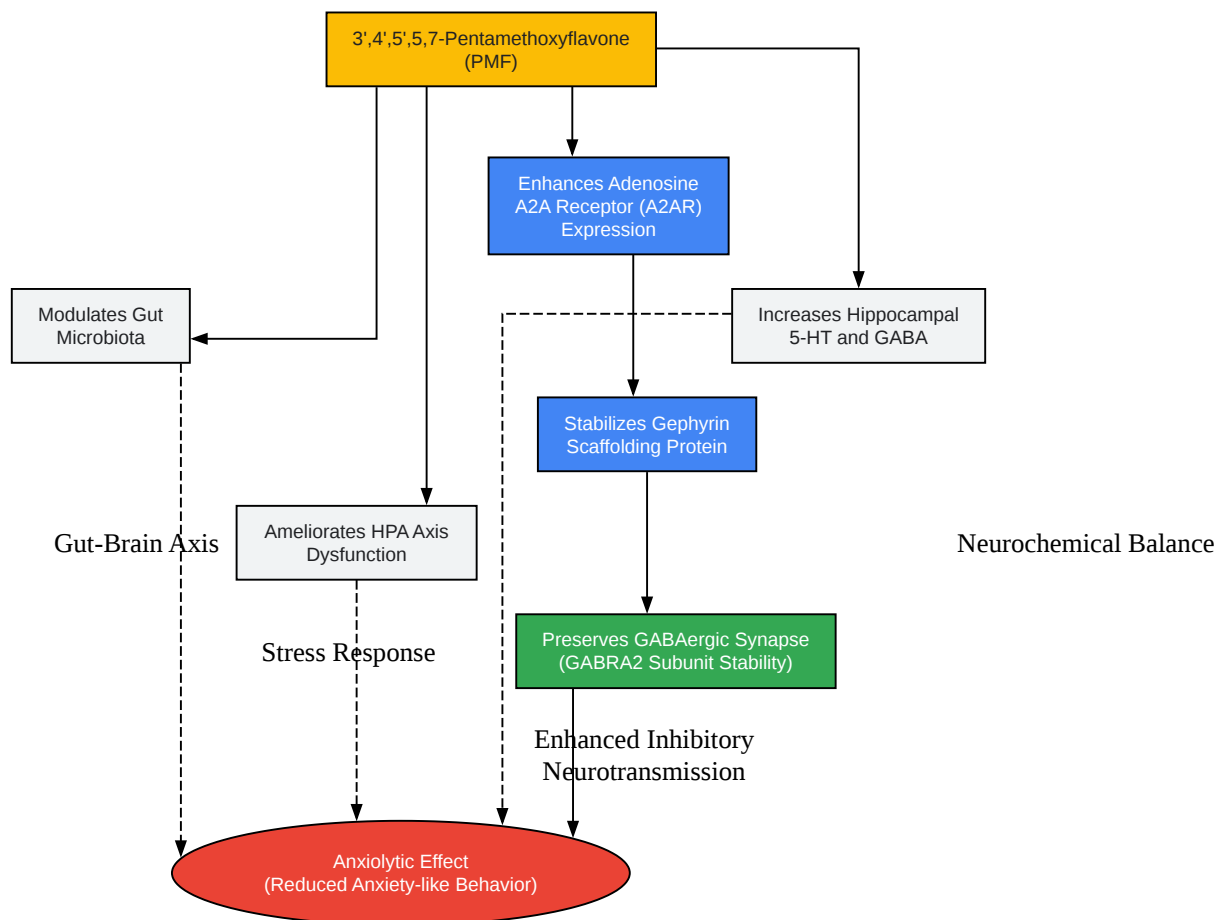 3',4',5',5,7-Pentamethoxyflavone
(PMF)
Enhances Adenosine
A2A Receptor (A2AR)
Expression
Modulates Gut
Microbiota
Increases Hippocampal
5-HT and GABA
Stabilizes Gephyrin
Scaffolding Protein
Gut-Brain Axis
Ameliorates HPA Axis
Dysfunction
Neurochemical Balance
Stress Response
Preserves GABAergic Synapse
(GABRA2 Subunit Stability)
Enhanced Inhibitory
Neurotransmission
Anxiolytic Effect
(Reduced Anxiety-like Behavior)